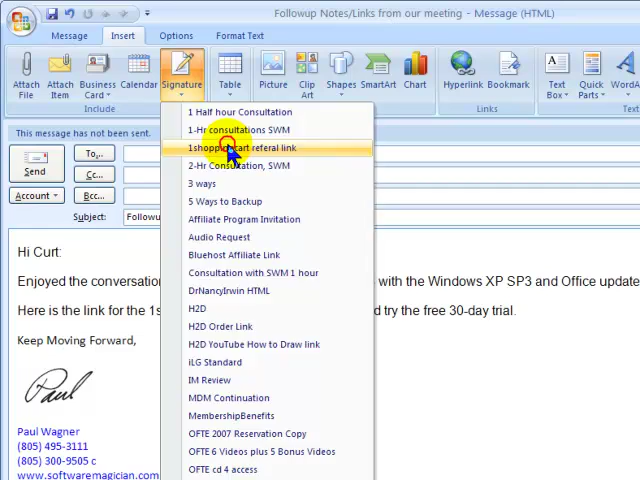 Followup Notes/Links from our meeting - Message (HTML)
Message Insert Options Format Text
Attach File
Attach Item
Business Card
Calendar
Signature
Table
Picture
Clip Art
Shapes
SmartArt
Chart
Hyperlink
Bookmark
Text Box
Quick Parts
WordA
Include
Links
Text
This message has not been sent.
Send
Account
To...
Cc...
Bcc...
Subject: Followu
1 Half hour Consultation
1-Hr consultations SWM
1shoppingcart referal link
2-Hr Consultation, SWM
3 ways
5 Ways to Backup
Affiliate Program Invitation
Audio Request
Bluehost Affiliate Link
Consultation with SWM 1 hour
DrNancyIrwin HTML
H2D
H2D Order Link
H2D YouTube How to Draw link
iLG Standard
IM Review
MDM Continuation
MembershipBenefits
OFTE 2007 Reservation Copy
OFTE 6 Videos plus 5 Bonus Videos
OFTE cd 4 access
Hi Curt:
Enjoyed the conversation with the Windows XP SP3 and Office update
Here is the link for the 1s d try the free 30-day trial.
Keep Moving Forward,
Paul
Paul Wagner
(805) 495-3111
(805) 300-9505 c
www.softwaremagician.com